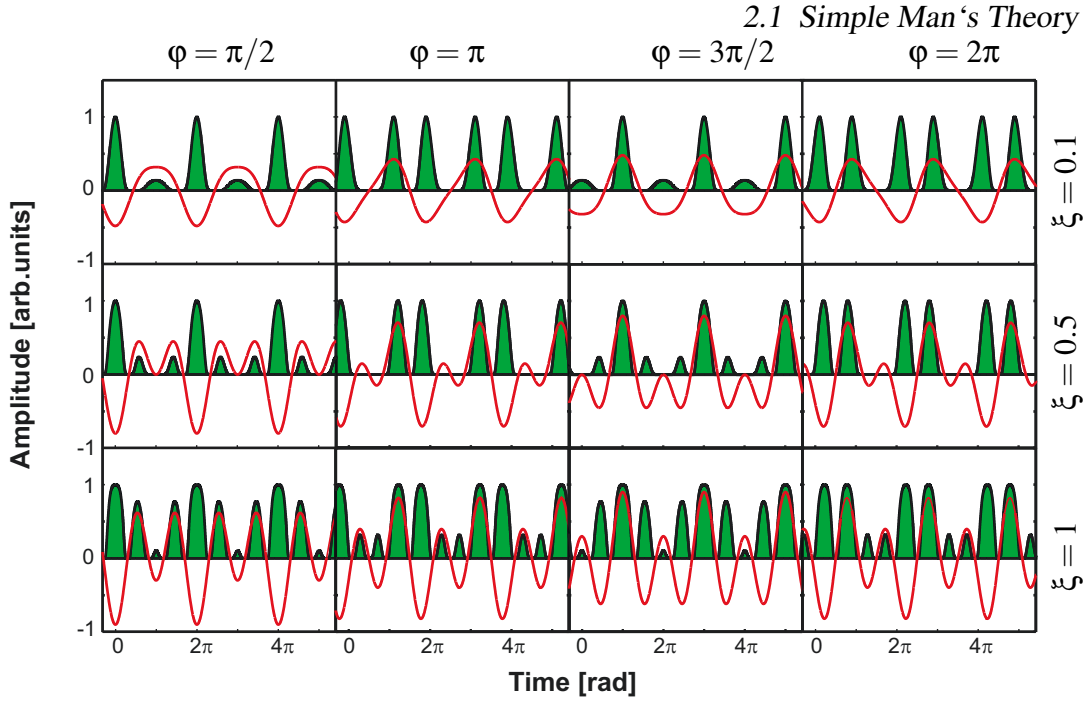 2.1 Simple Man‘s Theory
φ = π/2 φ = π φ = 3π/2 φ = 2π
1
0
-1
ξ = 0.1
1
0
-1
ξ = 0.5
1
0
-1
ξ = 1
Amplitude [arb.units]
0 2π 4π 0 2π 4π 0 2π 4π 0 2π 4π
Time [rad]